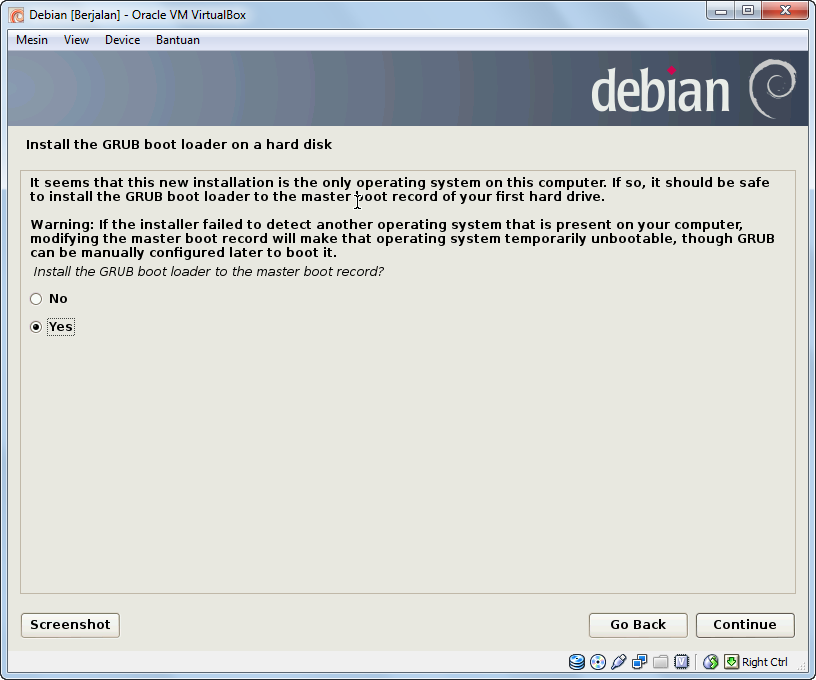 Debian [Berjalan] - Oracle VM VirtualBox
Mesin View Device Bantuan
debian
Install the GRUB boot loader on a hard disk
It seems that this new installation is the only operating system on this computer. If so, it should be safe
to install the GRUB boot loader to the master boot record of your first hard drive.
Warning: If the installer failed to detect another operating system that is present on your computer,
modifying the master boot record will make that operating system temporarily unbootable, though GRUB
can be manually configured later to boot it.
Install the GRUB boot loader to the master boot record?
No
Yes
Screenshot Go Back Continue
Right Ctrl